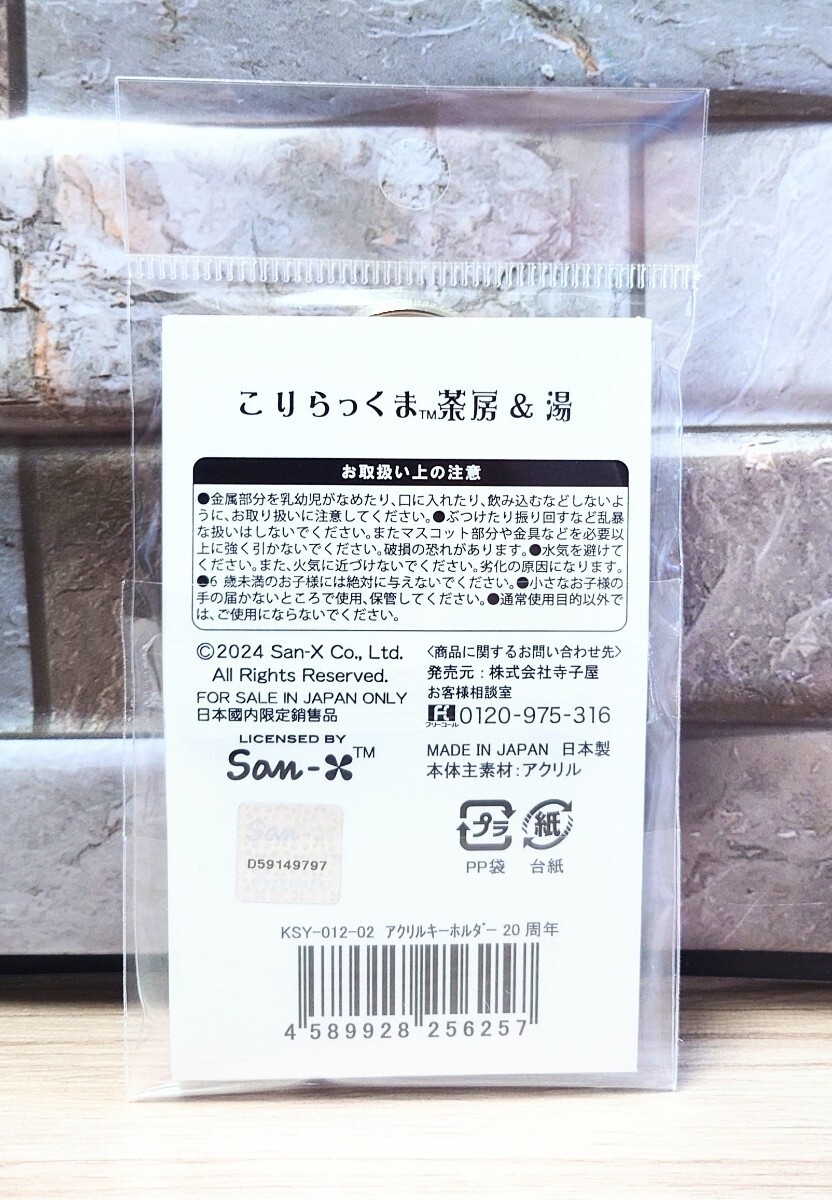 こりらっくま™茶房&湯
お取扱い上の注意
●金属部分を乳幼児がなめたり、口に入れたり、飲み込むなどしないよ
うに、お取り扱いに注意してください。●ぶつけたり振り回すなど乱暴
な扱いはしないでください。またマスコット部分や金具などを必要以
上に強く引かないでください。破損の恐れがあります。●水気を避けて
ください。また、火気に近づけないでください。劣化の原因になります。
●6歳未満のお子様には絶対に与えないでください。●小さなお子様の
手の届かないところで使用、保管してください。●通常使用目的以外で
は、ご使用にならないでください。
©2024 San-X Co., Ltd.
All Rights Reserved.
FOR SALE IN JAPAN ONLY
日本國内限定銷售品
LICENSED BY
San-X™
〈商品に関するお問い合わせ先〉
発売元：株式会社寺子屋
お客様相談室
フリーコール 0120-975-316
MADE IN JAPAN 日本製
本体主素材：アクリル
San-X
D59149797
プラ 紙
PP袋 台紙
KSY-012-02 アクリルキーホルダー 20周年
4 589928 256257